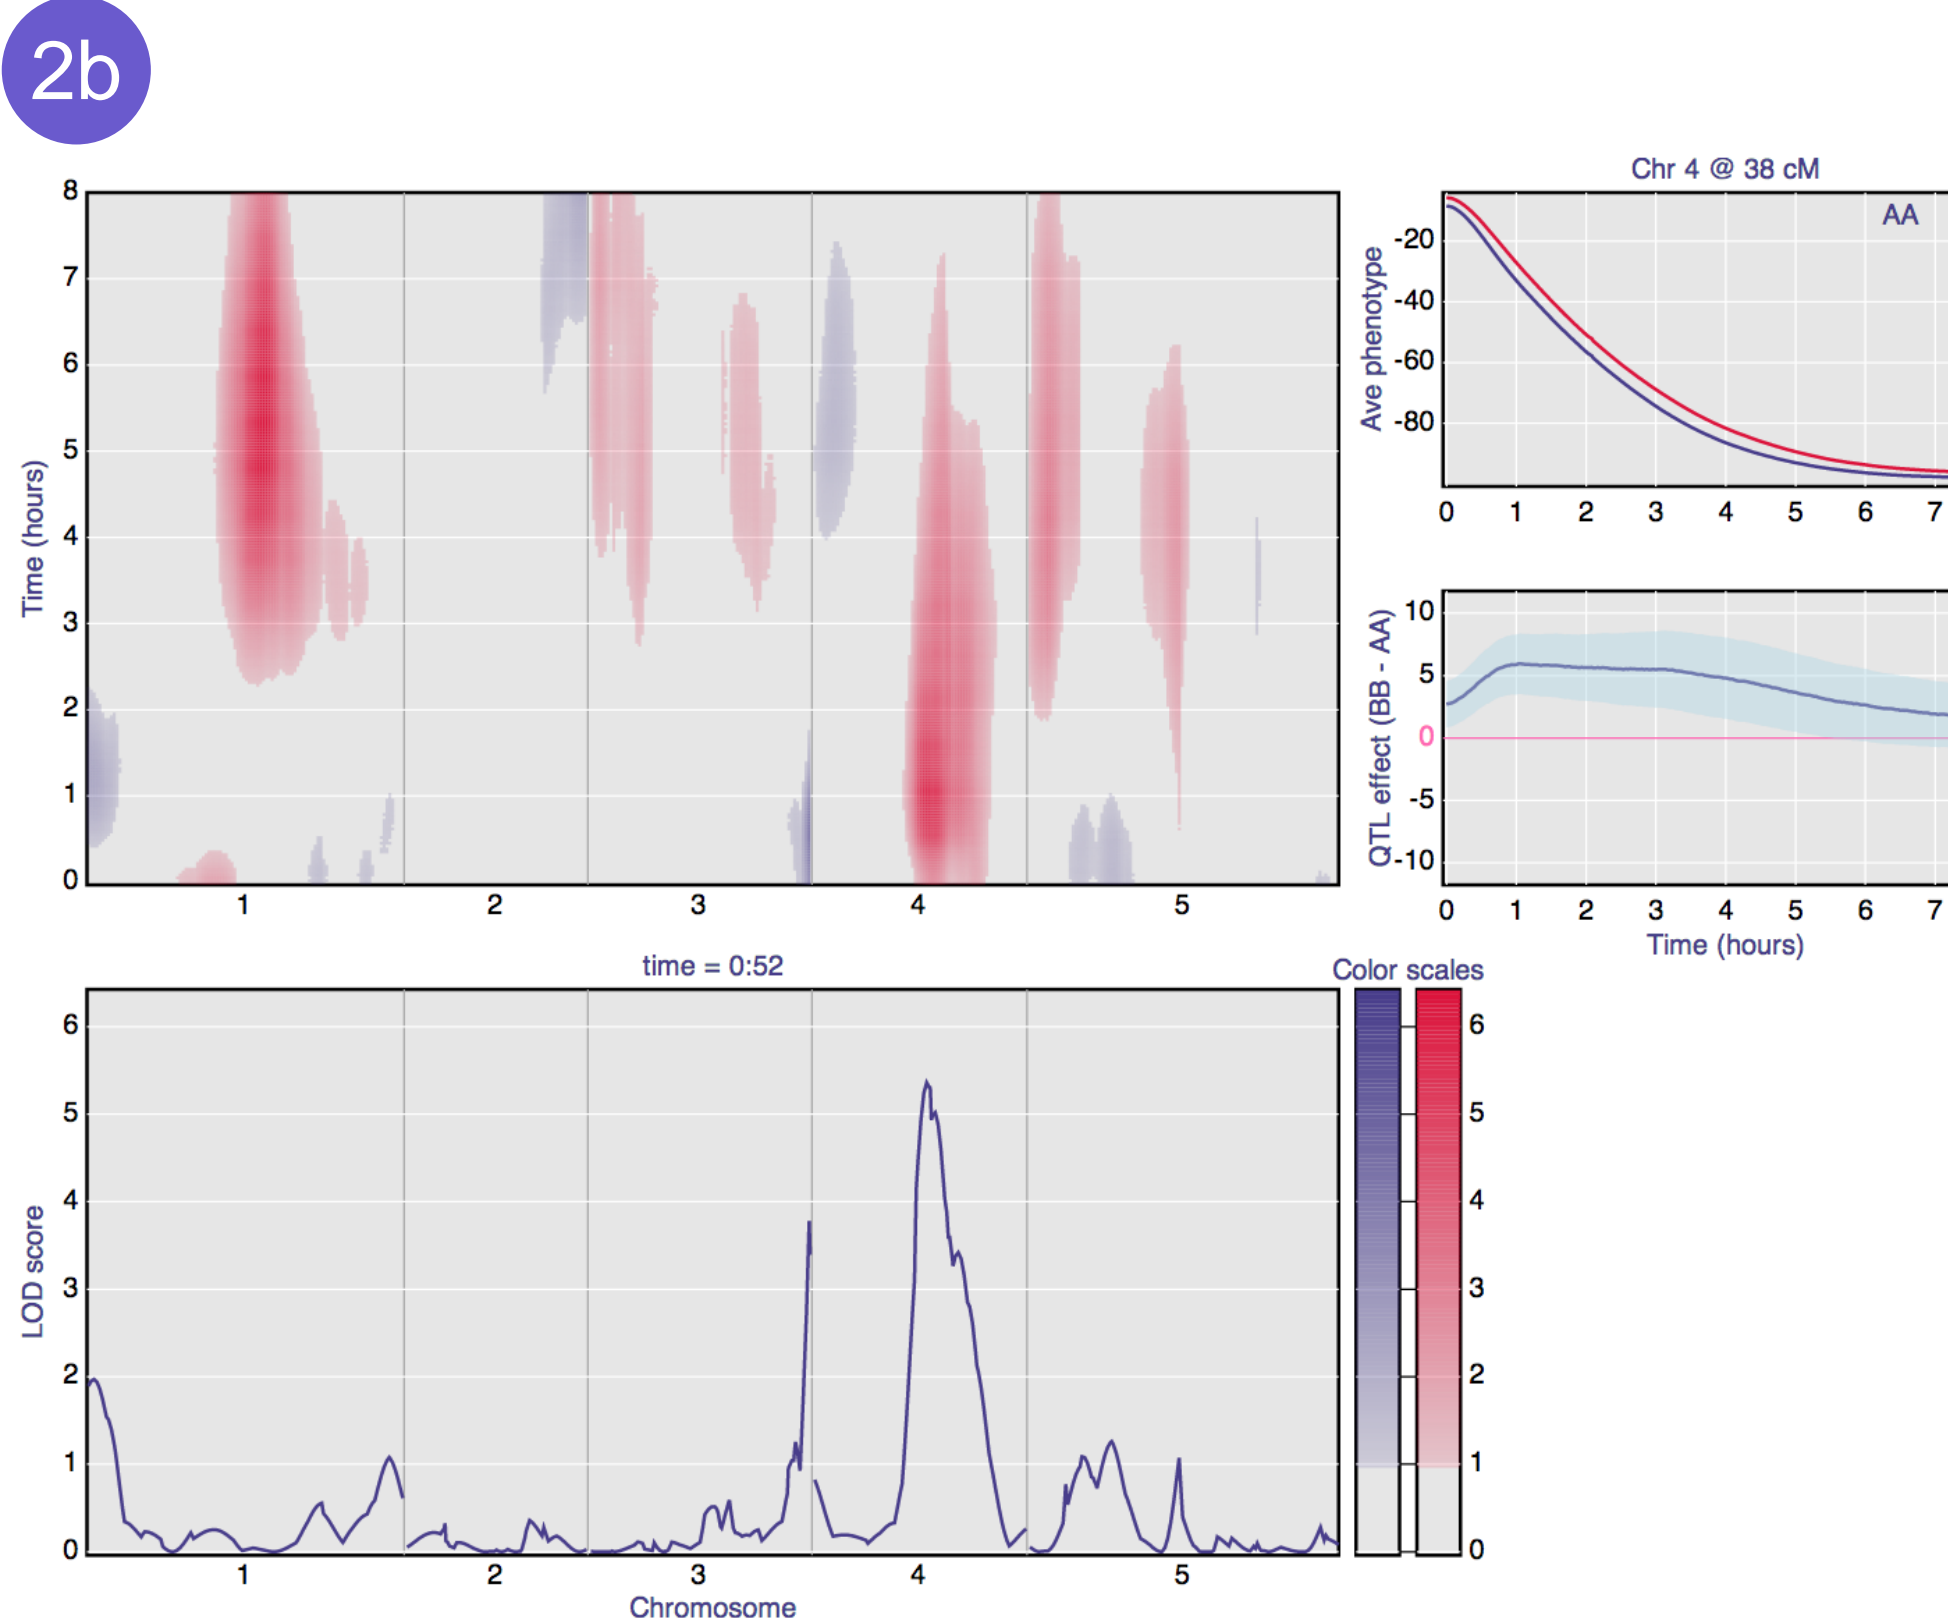 2b
8
7
6
5
4
3
2
1
0
Time (hours)
1 2 3 4 5
Chr 4 @ 38 cM
AA
-20
-40
-60
-80
Ave phenotype
0 1 2 3 4 5 6 7
10
5
0
-5
-10
QTL effect (BB - AA)
0 1 2 3 4 5 6 7
Time (hours)
time = 0:52
6
5
4
3
2
1
0
LOD score
1 2 3 4 5
Chromosome
Color scales
6
5
4
3
2
1
0